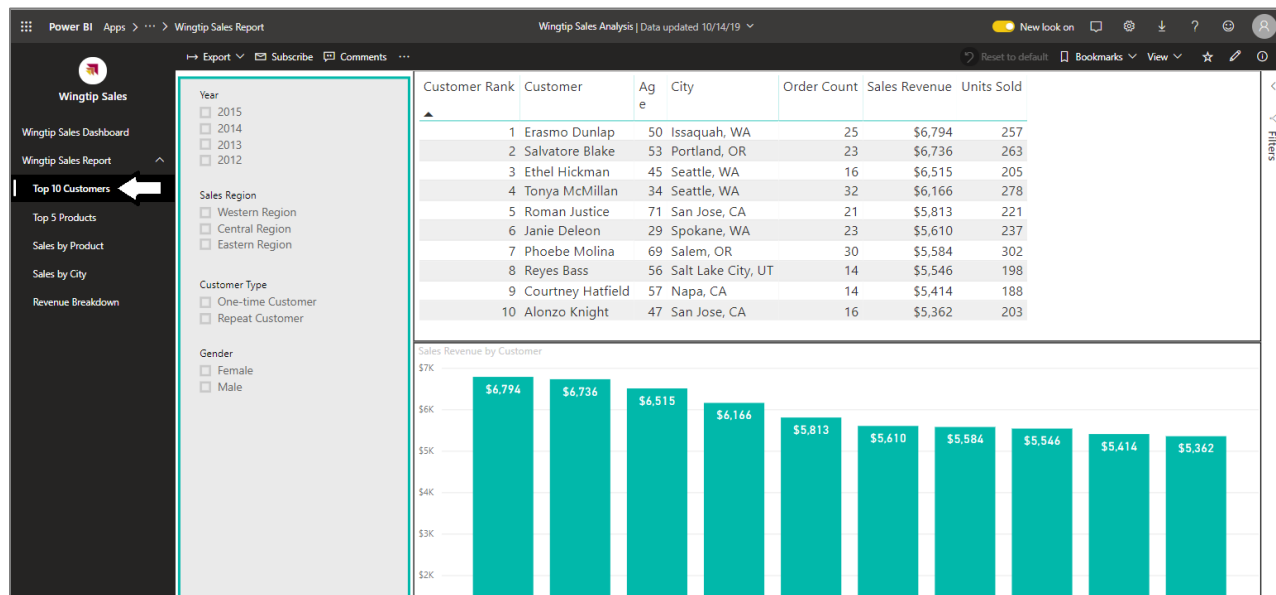 Power BI Apps > ··· > Wingtip Sales Report
Wingtip Sales Analysis | Data updated 10/14/19
New look on
Wingtip Sales
Wingtip Sales Dashboard
Wingtip Sales Report
Top 10 Customers
Top 5 Products
Sales by Product
Sales by City
Revenue Breakdown
Export Subscribe Comments ···
Reset to default Bookmarks View
Year
2015
2014
2013
2012
Sales Region
Western Region
Central Region
Eastern Region
Customer Type
One-time Customer
Repeat Customer
Gender
Female
Male
Customer Rank Customer Ag City Order Count Sales Revenue Units Sold
e
1 Erasmo Dunlap 50 Issaquah, WA 25 $6,794 257
2 Salvatore Blake 53 Portland, OR 23 $6,736 263
3 Ethel Hickman 45 Seattle, WA 16 $6,515 205
4 Tonya McMillan 34 Seattle, WA 32 $6,166 278
5 Roman Justice 71 San Jose, CA 21 $5,813 221
6 Janie Deleon 29 Spokane, WA 23 $5,610 237
7 Phoebe Molina 69 Salem, OR 30 $5,584 302
8 Reyes Bass 56 Salt Lake City, UT 14 $5,546 198
9 Courtney Hatfield 57 Napa, CA 14 $5,414 188
10 Alonzo Knight 47 San Jose, CA 16 $5,362 203
Filters
Sales Revenue by Customer
$7K
$6K
$5K
$4K
$3K
$2K
$6,794
$6,736
$6,515
$6,166
$5,813
$5,610
$5,584
$5,546
$5,414
$5,362